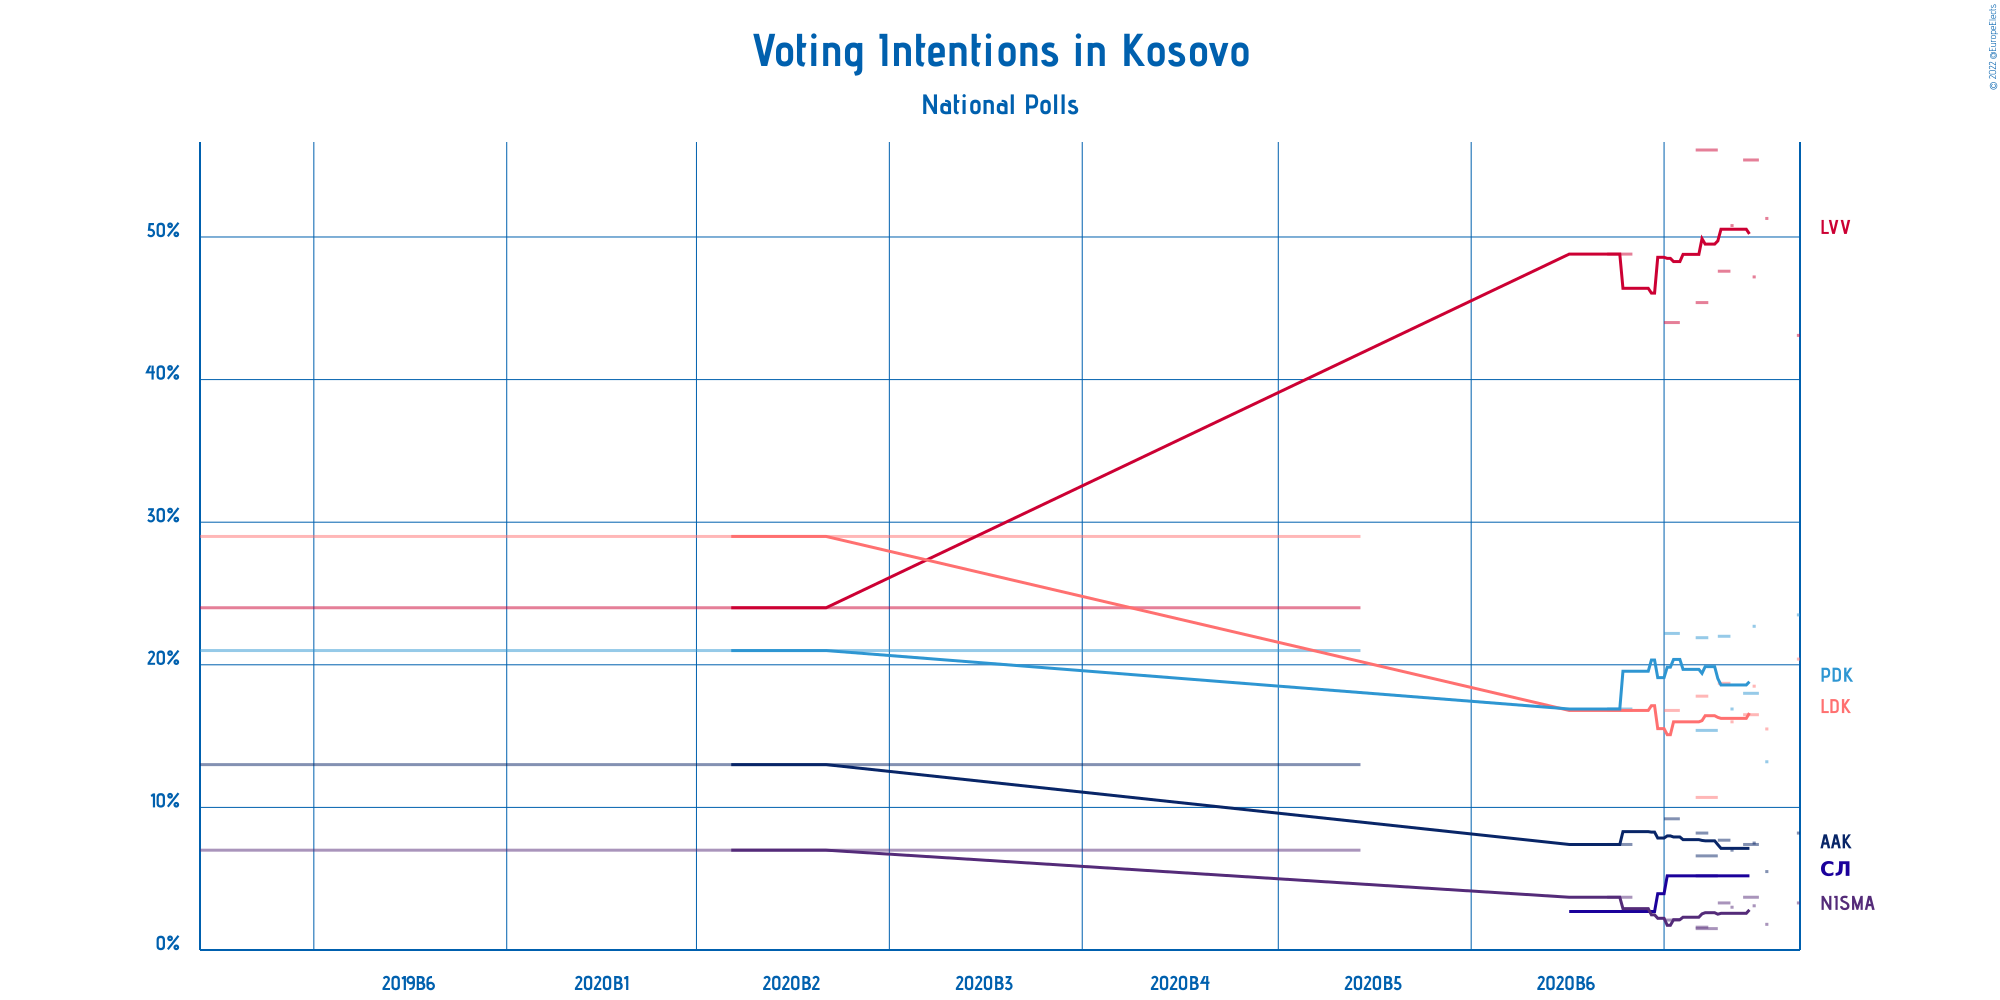 © 2022 @EuropeElects
Voting Intentions in Kosovo
National Polls
50%
40%
30%
20%
10%
0%
LVV
PDK
LDK
AAK
СЛ
NISMA
2019B6 2020B1 2020B2 2020B3 2020B4 2020B5 2020B6